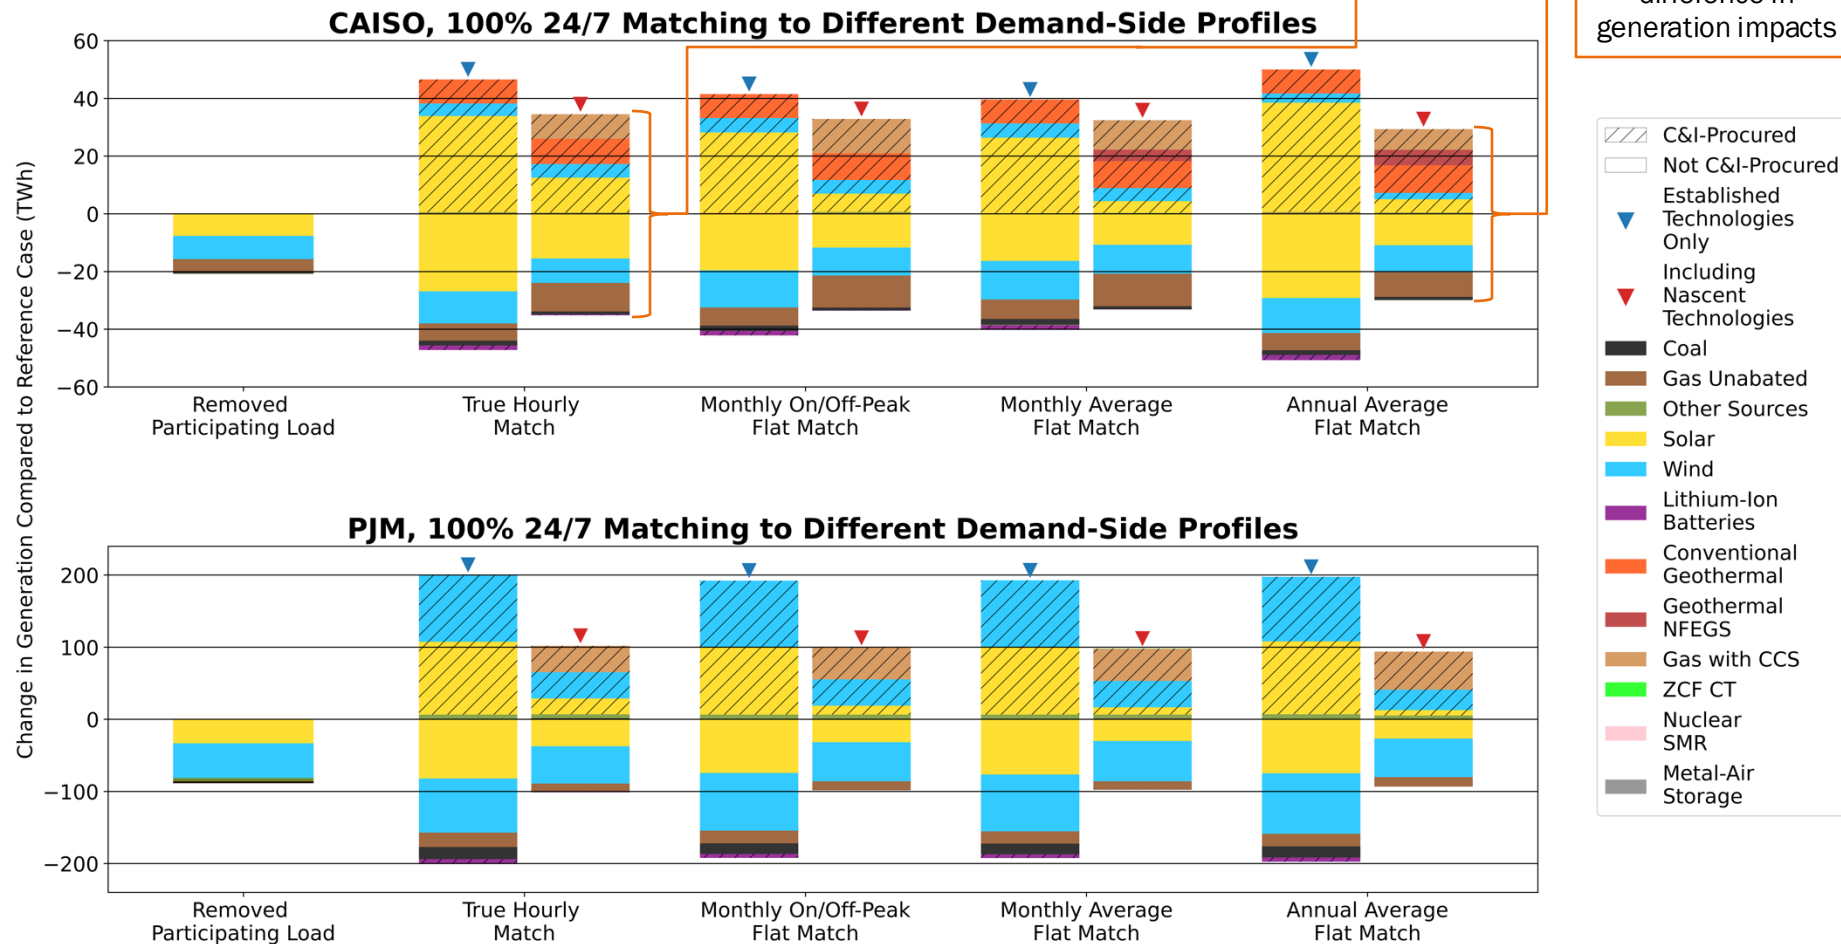 CAISO, 100% 24/7 Matching to Different Demand-Side Profiles
generation impacts
Change in Generation Compared to Reference Case (TWh)
60
40
20
0
−20
−40
−60
Removed
Participating Load
True Hourly
Match
Monthly On/Off-Peak
Flat Match
Monthly Average
Flat Match
Annual Average
Flat Match
PJM, 100% 24/7 Matching to Different Demand-Side Profiles
200
100
0
−100
−200
Removed
Participating Load
True Hourly
Match
Monthly On/Off-Peak
Flat Match
Monthly Average
Flat Match
Annual Average
Flat Match
C&I-Procured
Not C&I-Procured
Established
Technologies
Only
Including
Nascent
Technologies
Coal
Gas Unabated
Other Sources
Solar
Wind
Lithium-Ion
Batteries
Conventional
Geothermal
Geothermal
NFEGS
Gas with CCS
ZCF CT
Nuclear
SMR
Metal-Air
Storage